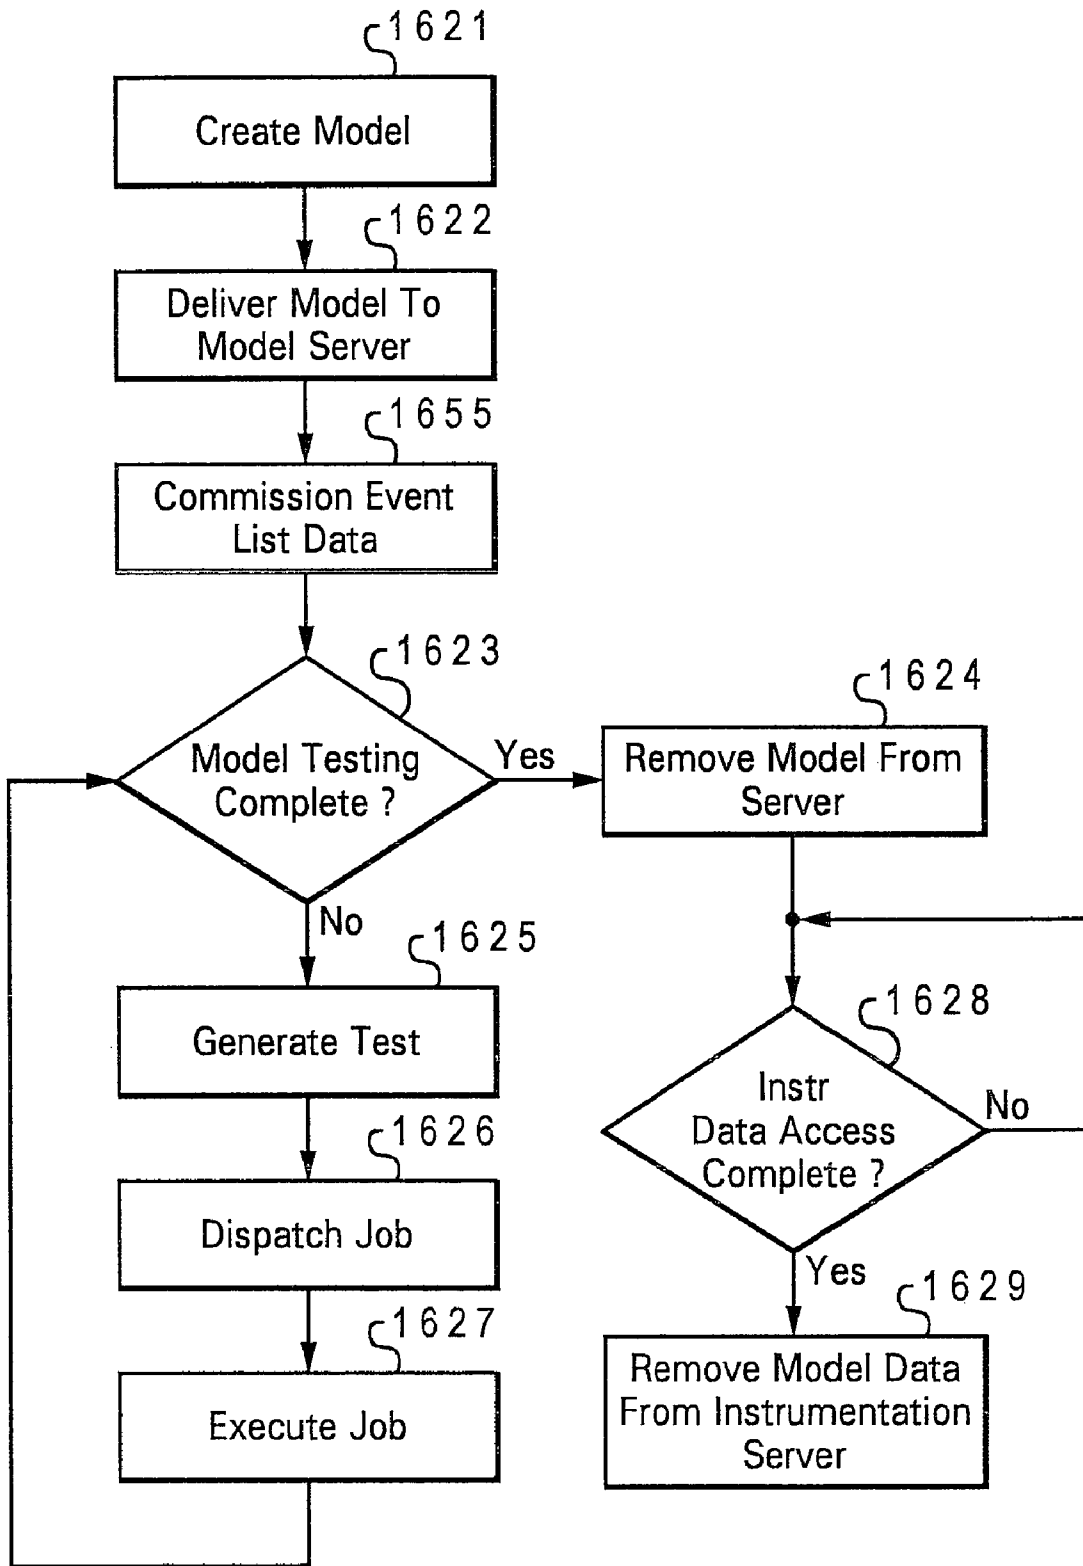 1621
Create Model
1622
Deliver Model To
Model Server
1655
Commission Event
List Data
1623
Model Testing
Complete ?
Yes
No
1624
Remove Model From
Server
1625
Generate Test
1626
Dispatch Job
1627
Execute Job
1628
Instr
Data Access
Complete ?
No
Yes
1629
Remove Model Data
From Instrumentation
Server